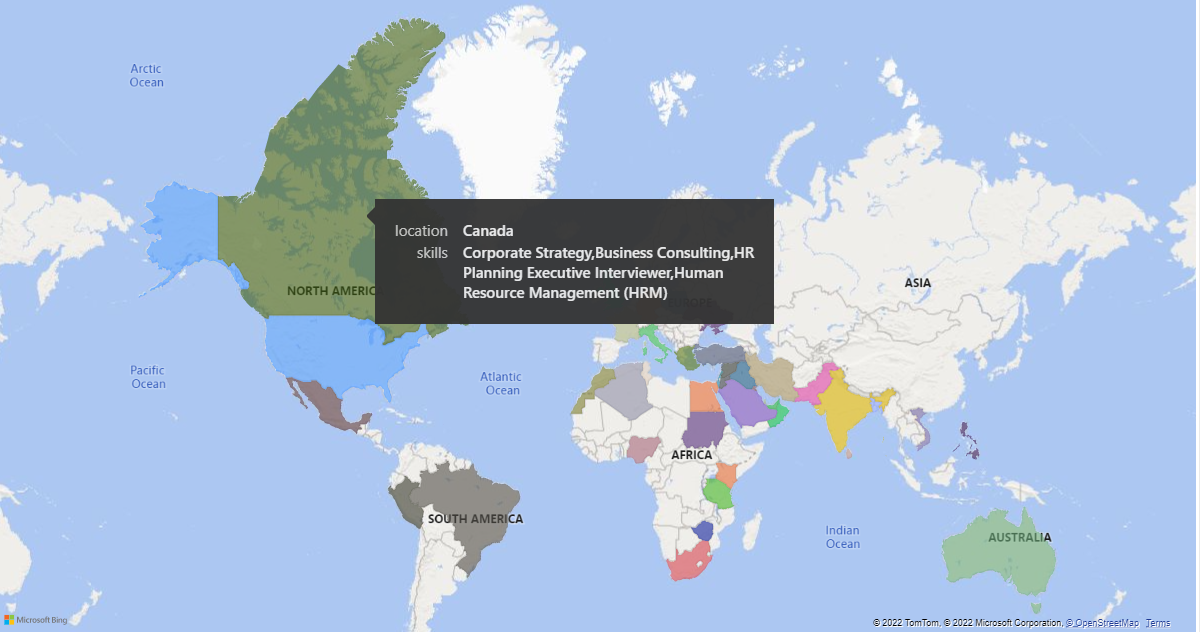 Arctic
Ocean
location Canada
skills Corporate Strategy,Business Consulting,HR
Planning Executive Interviewer,Human
Resource Management (HRM)
NORTH AMERICA
EUROPE
ASIA
Pacific
Ocean
Atlantic
Ocean
AFRICA
SOUTH AMERICA
Indian
Ocean
AUSTRALIA
Microsoft Bing
© 2022 TomTom, © 2022 Microsoft Corporation, © OpenStreetMap Terms